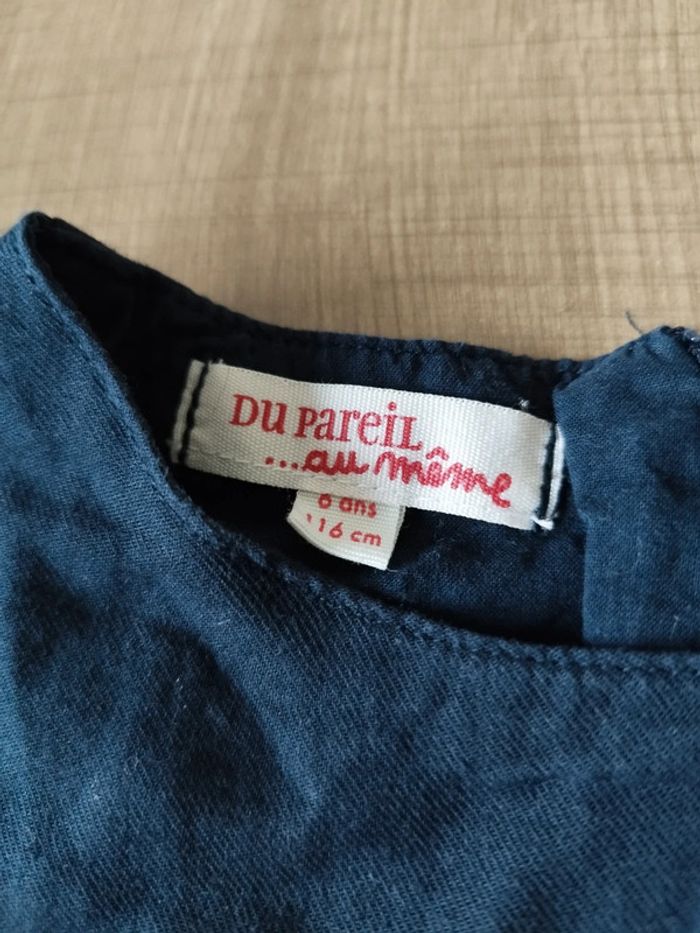 DU PAREIL
...au même
6 ans
116 cm